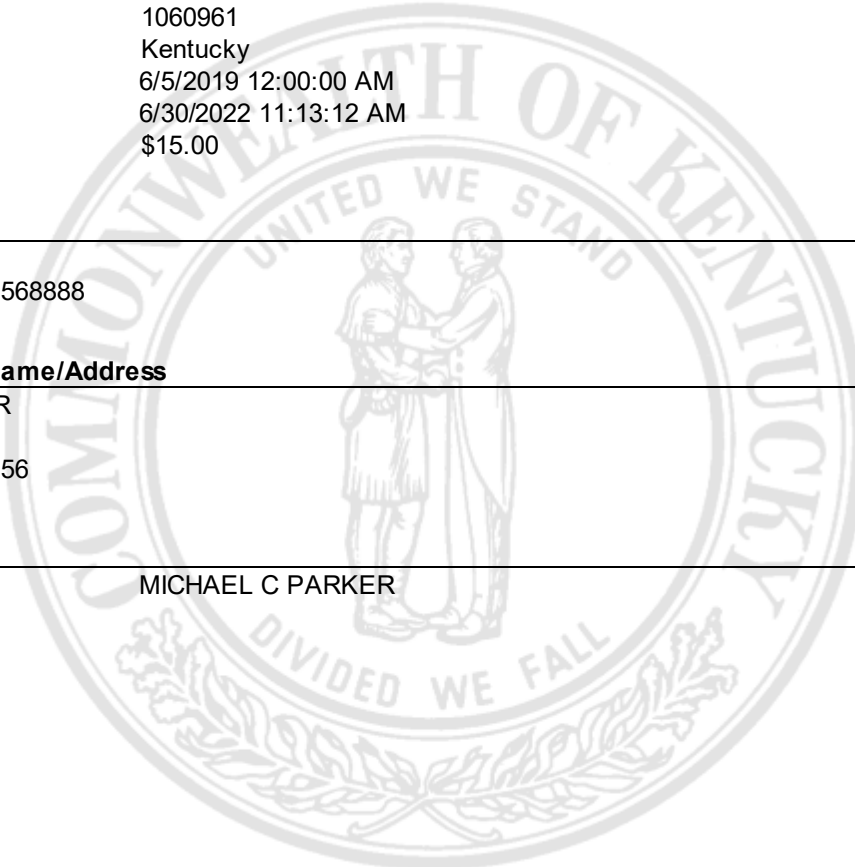 1060961
Kentucky
6/5/2019 12:00:00 AM
6/30/2022 11:13:12 AM
$15.00
568888
ame/Address
R
56
MICHAEL C PARKER
COMMONWEALTH OF KENTUCKY
UNITED WE STAND
DIVIDED WE FALL